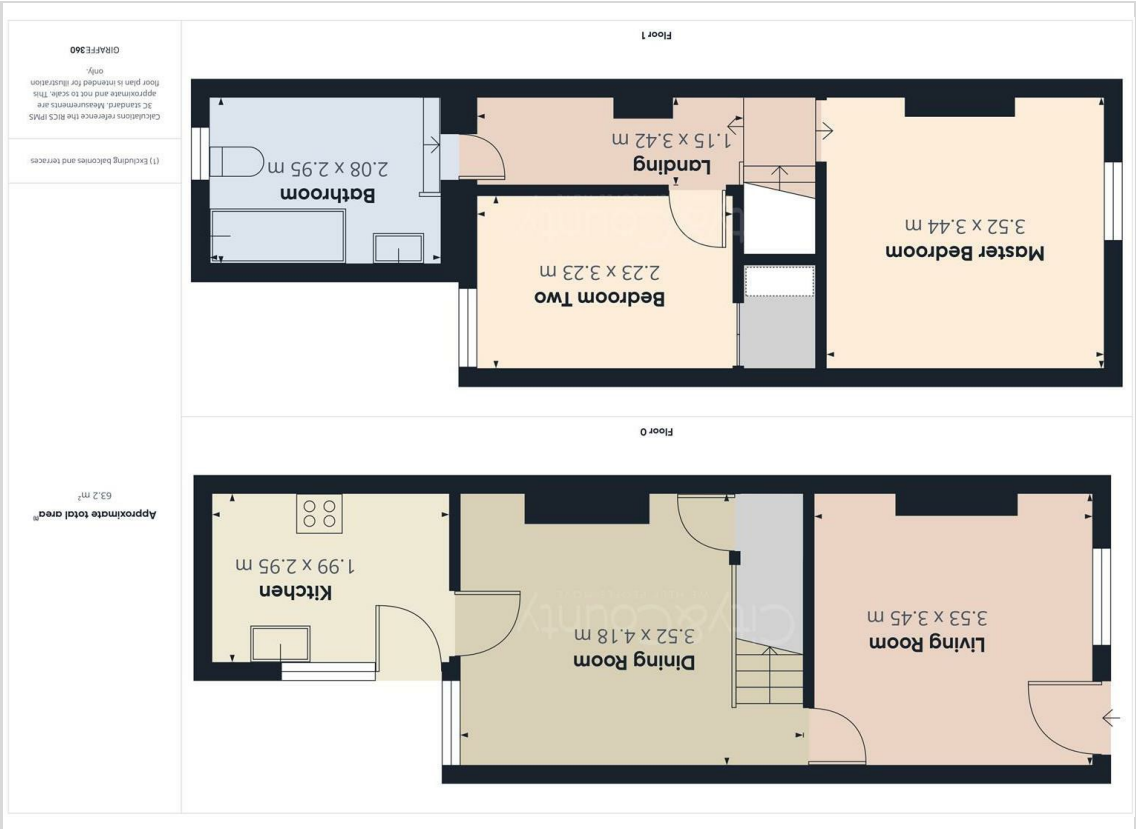 Living Room
3.53 x 3.45 m
Dining Room
3.52 x 4.18 m
City&County
Kitchen
1.99 x 2.95 m
Floor 0
Master Bedroom
3.52 x 3.44 m
Bedroom Two
2.23 x 3.23 m
Landing
1.15 x 3.42 m
Bathroom
2.08 x 2.95 m
Floor 1
Approximate total area(1)
63.2 m²
(1) Excluding balconies and terraces
Calculations reference the RICS IPMS
3C standard. Measurements are
approximate and not to scale. This
floor plan is intended for illustration
only.
GIRAFFE360